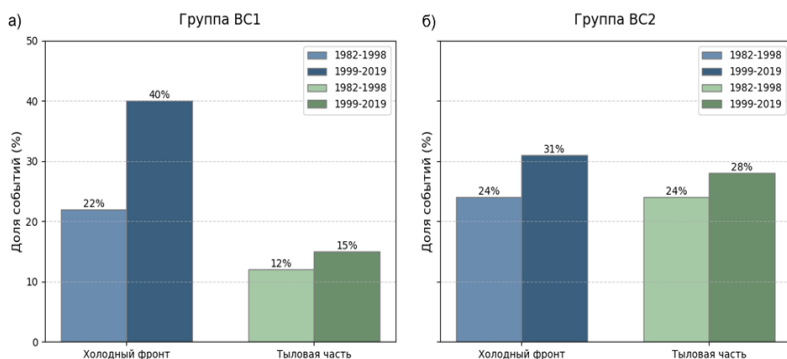 а)
Группа ВС1
Доля событий (%)
50
40
30
20
10
0
1982-1998
1999-2019
1982-1998
1999-2019
22%
40%
12%
15%
Холодный фронт
Тыловая часть
б)
Группа ВС2
Доля событий (%)
1982-1998
1999-2019
1982-1998
1999-2019
24%
31%
24%
28%
Холодный фронт
Тыловая часть